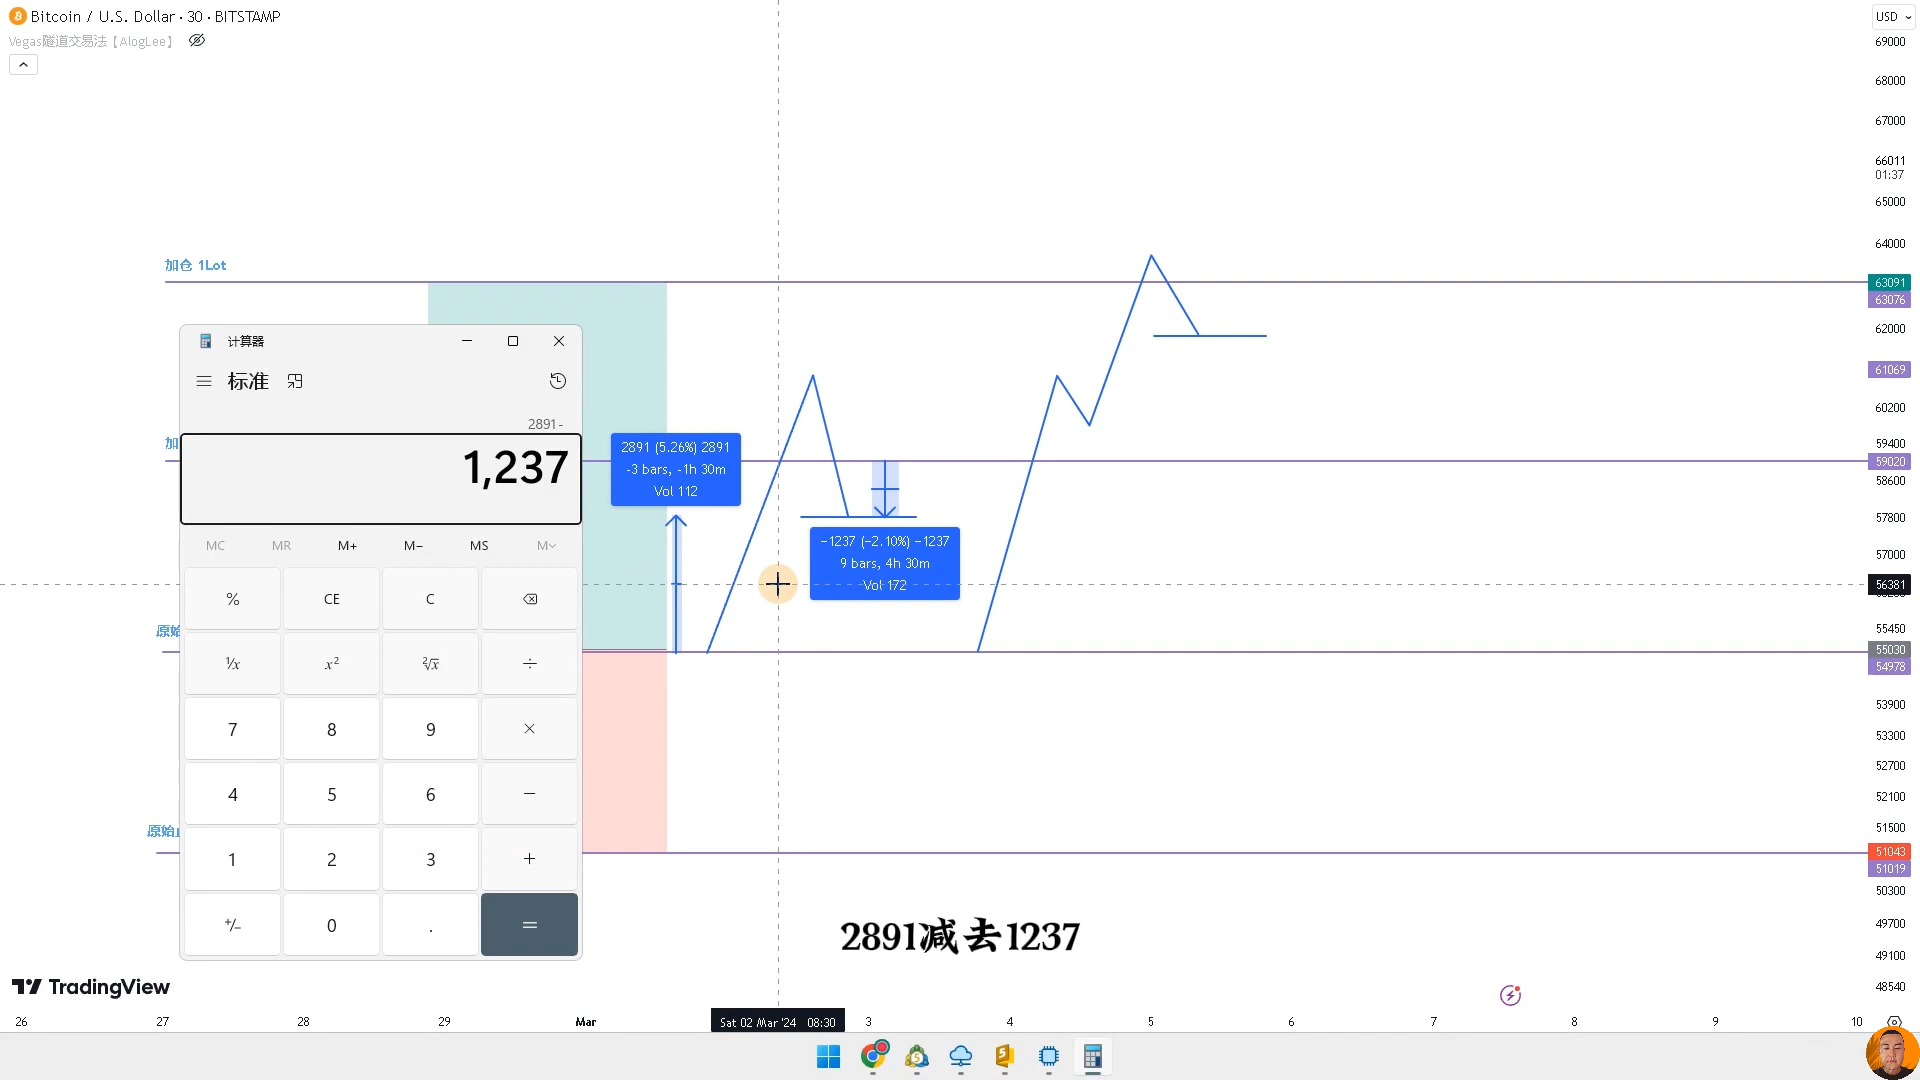 Bitcoin / U.S. Dollar · 30 · BITSTAMP
Vegas隧道交易法【AlogLee】
USD
69000
68000
67000
66011
01:37
65000
64000
63091
63076
62000
61069
60200
59400
59020
58600
57800
57000
56381
55450
55030
54978
53900
53300
52700
52100
51500
51043
51019
50300
49700
49100
48540
加仓 1Lot
加
原始
原始
计算器
标准
2891-
1,237
MC MR M+ M− MS M
% CE C
⅟x x² ²√x ÷
7 8 9 ×
4 5 6 −
1 2 3 +
+/− 0 . =
2891 (5.26%) 2891
-3 bars, -1h 30m
Vol 112
−1237 (−2.10%) −1237
9 bars, 4h 30m
Vol 172
2891减去1237
TradingView
26 27 28 29 Mar Sat 02 Mar '24 08:30 3 4 5 6 7 8 9 10